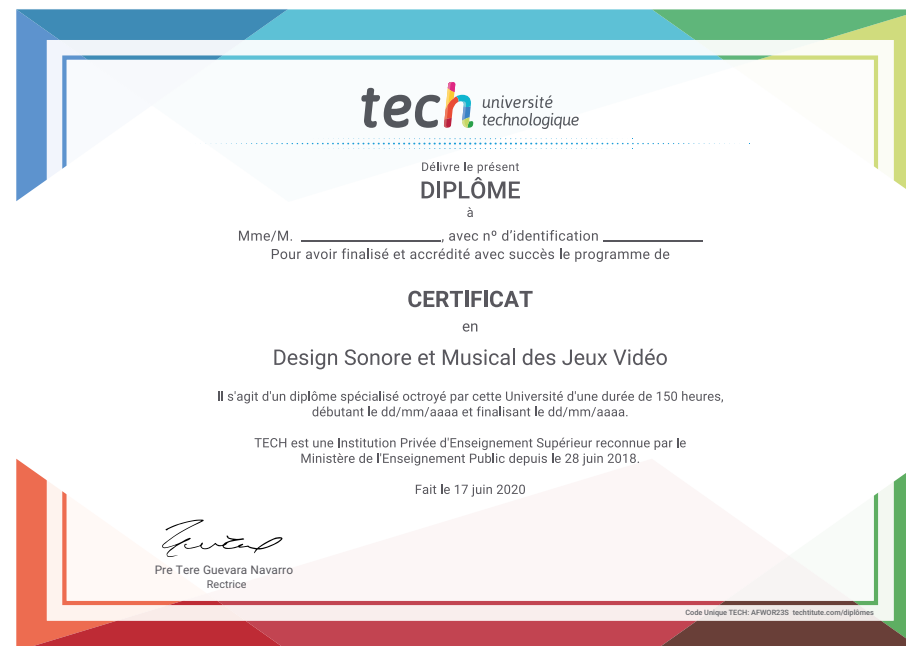 tech université
technologique
Délivre le présent
DIPLÔME
à
Mme/M. ____________________, avec nº d'identification ______________
Pour avoir finalisé et accrédité avec succès le programme de
CERTIFICAT
en
Design Sonore et Musical des Jeux Vidéo
Il s'agit d'un diplôme spécialisé octroyé par cette Université d'une durée de 150 heures,
débutant le dd/mm/aaaa et finalisant le dd/mm/aaaa.
TECH est une Institution Privée d'Enseignement Supérieur reconnue par le
Ministère de l'Enseignement Public depuis le 28 juin 2018.
Fait le 17 juin 2020
Pre Tere Guevara Navarro
Rectrice
Code Unique TECH: AFWOR23S techtitute.com/diplômes